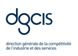 dgcis
direction générale de la compétitivité
de l'industrie et des services